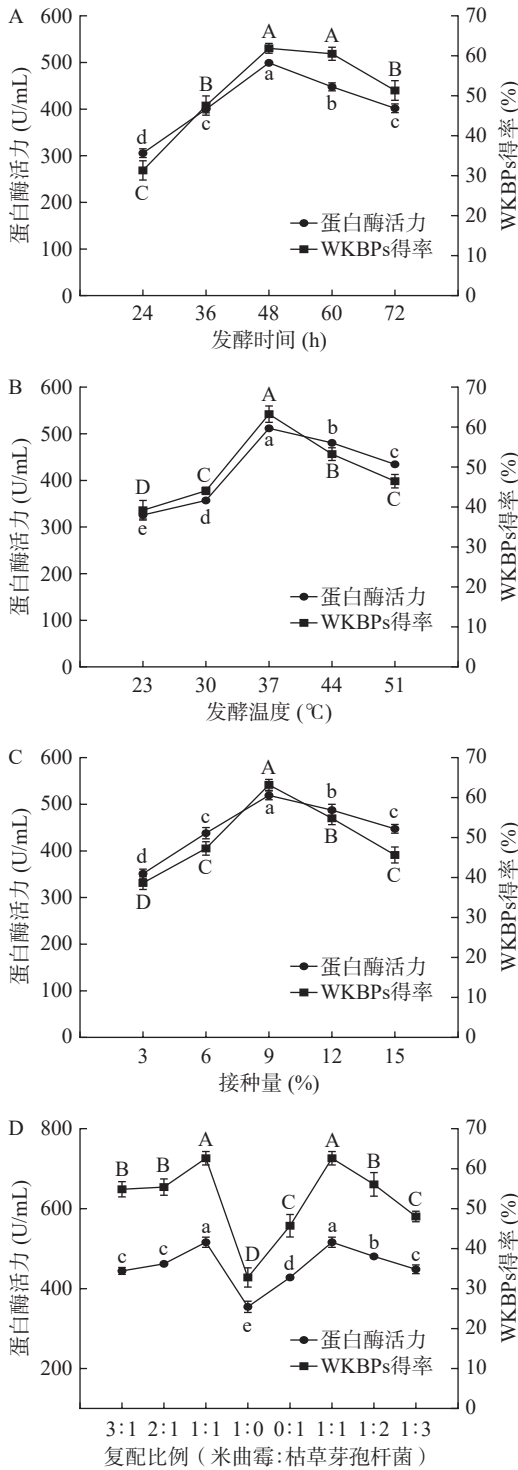 A
蛋白酶活力 (U/mL)
600
500
400
300
200
100
0
70
60
50
40
30
20
10
0
WKBPs得率 (%)
d
C
B
c
A
a
A
b
B
c
蛋白酶活力
WKBPs得率
24 36 48 60 72
发酵时间 (h)
B
蛋白酶活力 (U/mL)
600
500
400
300
200
100
0
70
60
50
40
30
20
10
0
WKBPs得率 (%)
D
e
C
d
A
a
b
B
c
C
蛋白酶活力
WKBPs得率
23 30 37 44 51
发酵温度 (℃)
C
蛋白酶活力 (U/mL)
600
500
400
300
200
100
0
70
60
50
40
30
20
10
0
WKBPs得率 (%)
d
D
c
C
A
a
b
B
c
C
蛋白酶活力
WKBPs得率
3 6 9 12 15
接种量 (%)
D
蛋白酶活力 (U/mL)
800
600
400
200
70
60
50
40
30
20
10
0
WKBPs得率 (%)
B
c
B
c
A
a
D
e
C
d
A
a
B
b
C
c
蛋白酶活力
WKBPs得率
3:1 2:1 1:1 1:0 0:1 1:1 1:2 1:3
复配比例（米曲霉:枯草芽孢杆菌）